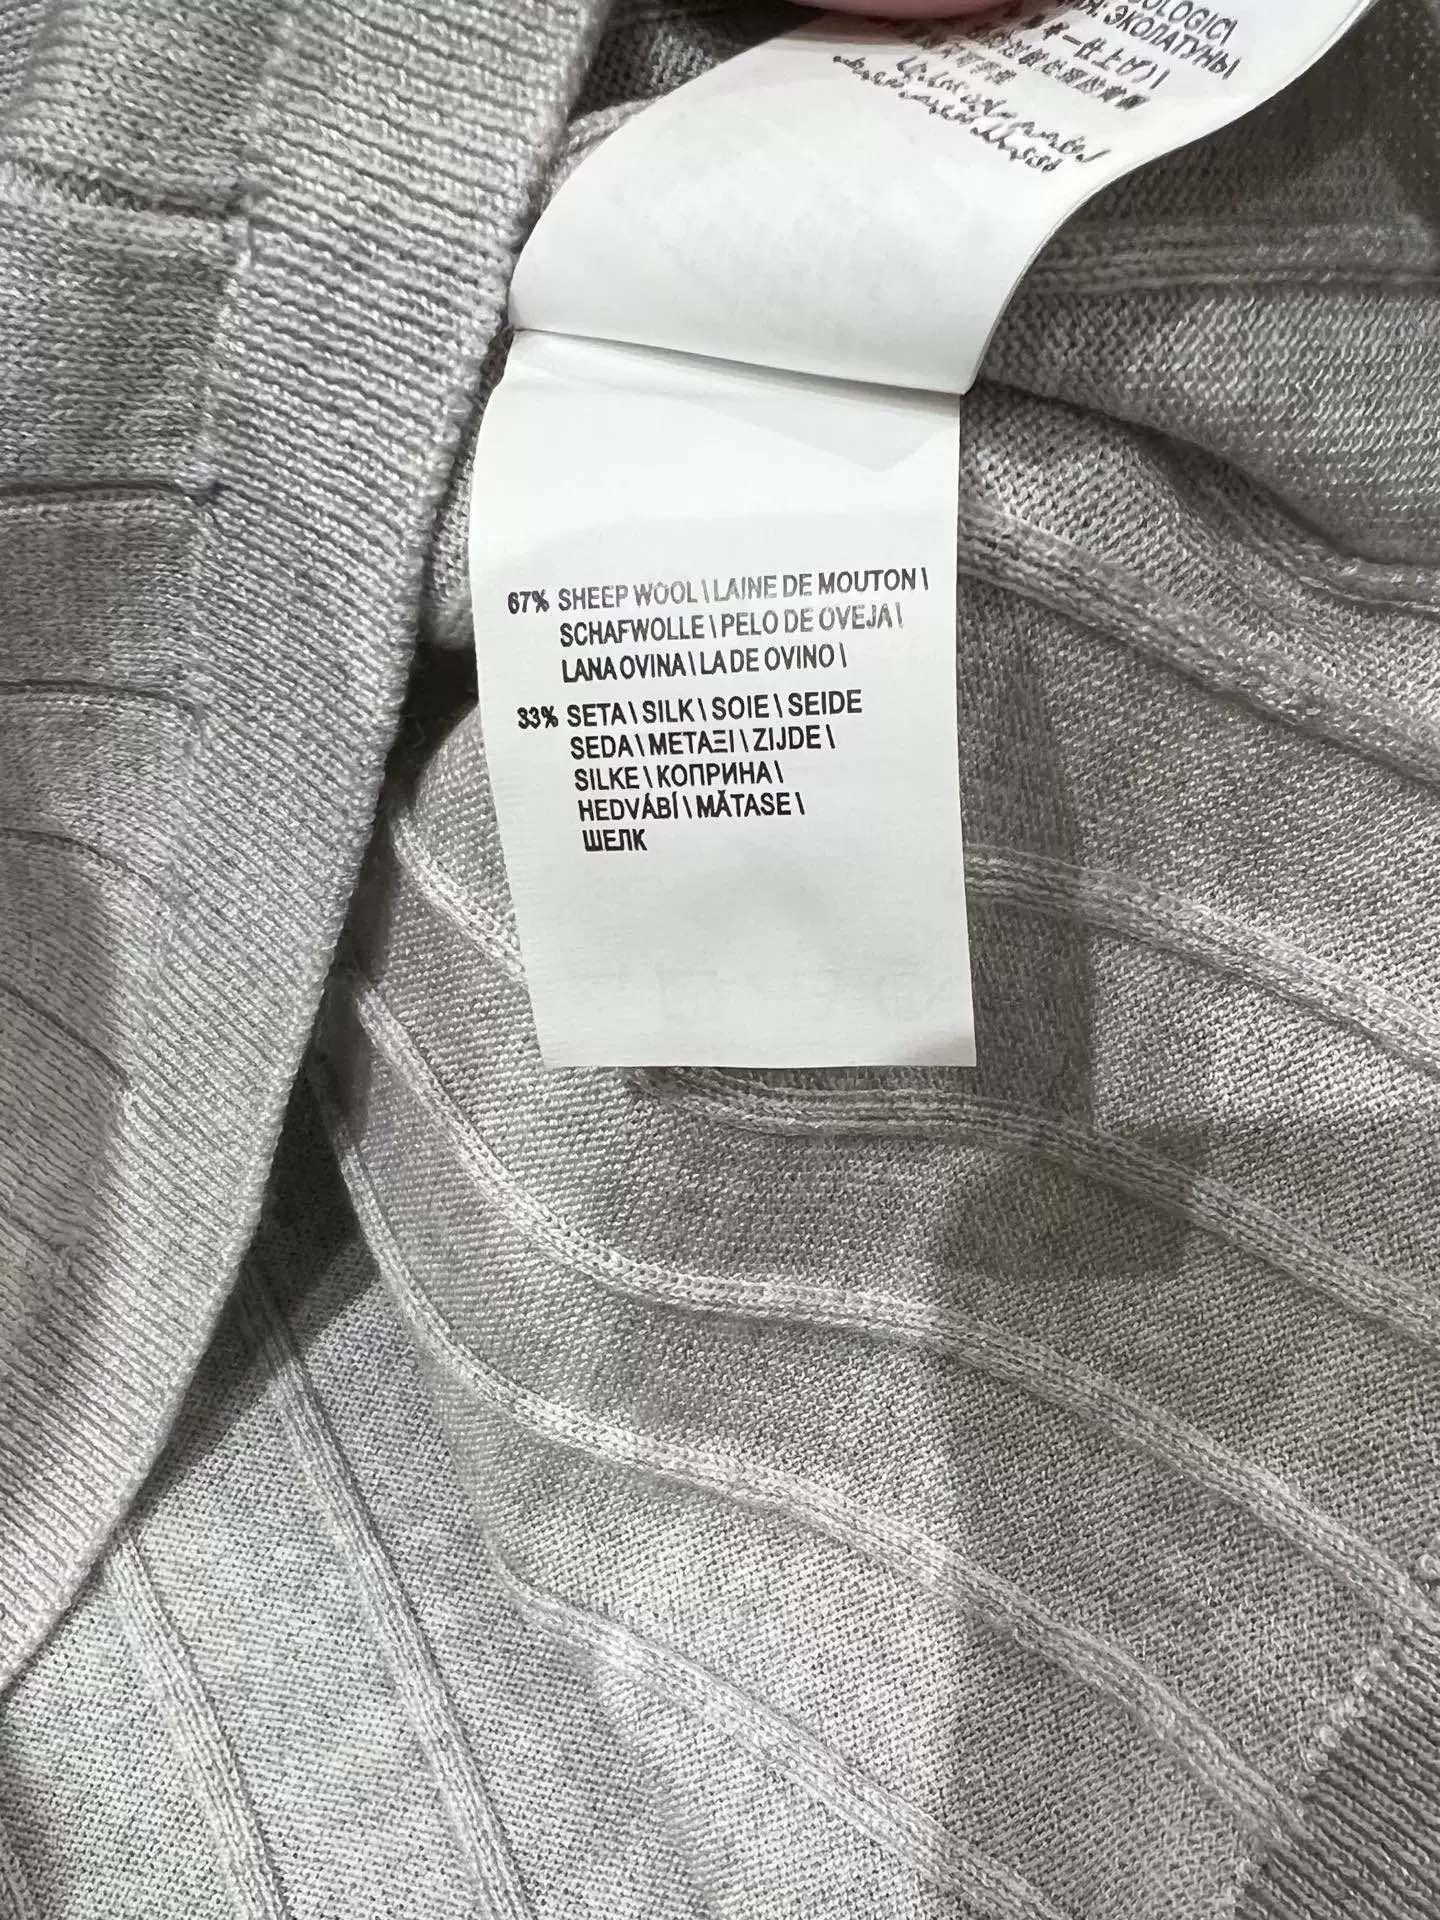 ЭКОЛАТУНЬ
67% SHEEP WOOL \ LAINE DE MOUTON \
SCHAFWOLLE \ PELO DE OVEJA \
LANA OVINA \ LA DE OVINO \
33% SETA \ SILK \ SOIE \ SEIDE
SEDA \ ΜΕΤΑΞΙ \ ZIJDE \
SILKE \ КОПРИНА \
HEDVÁBÍ \ MĂTASE \
ШЕЛК